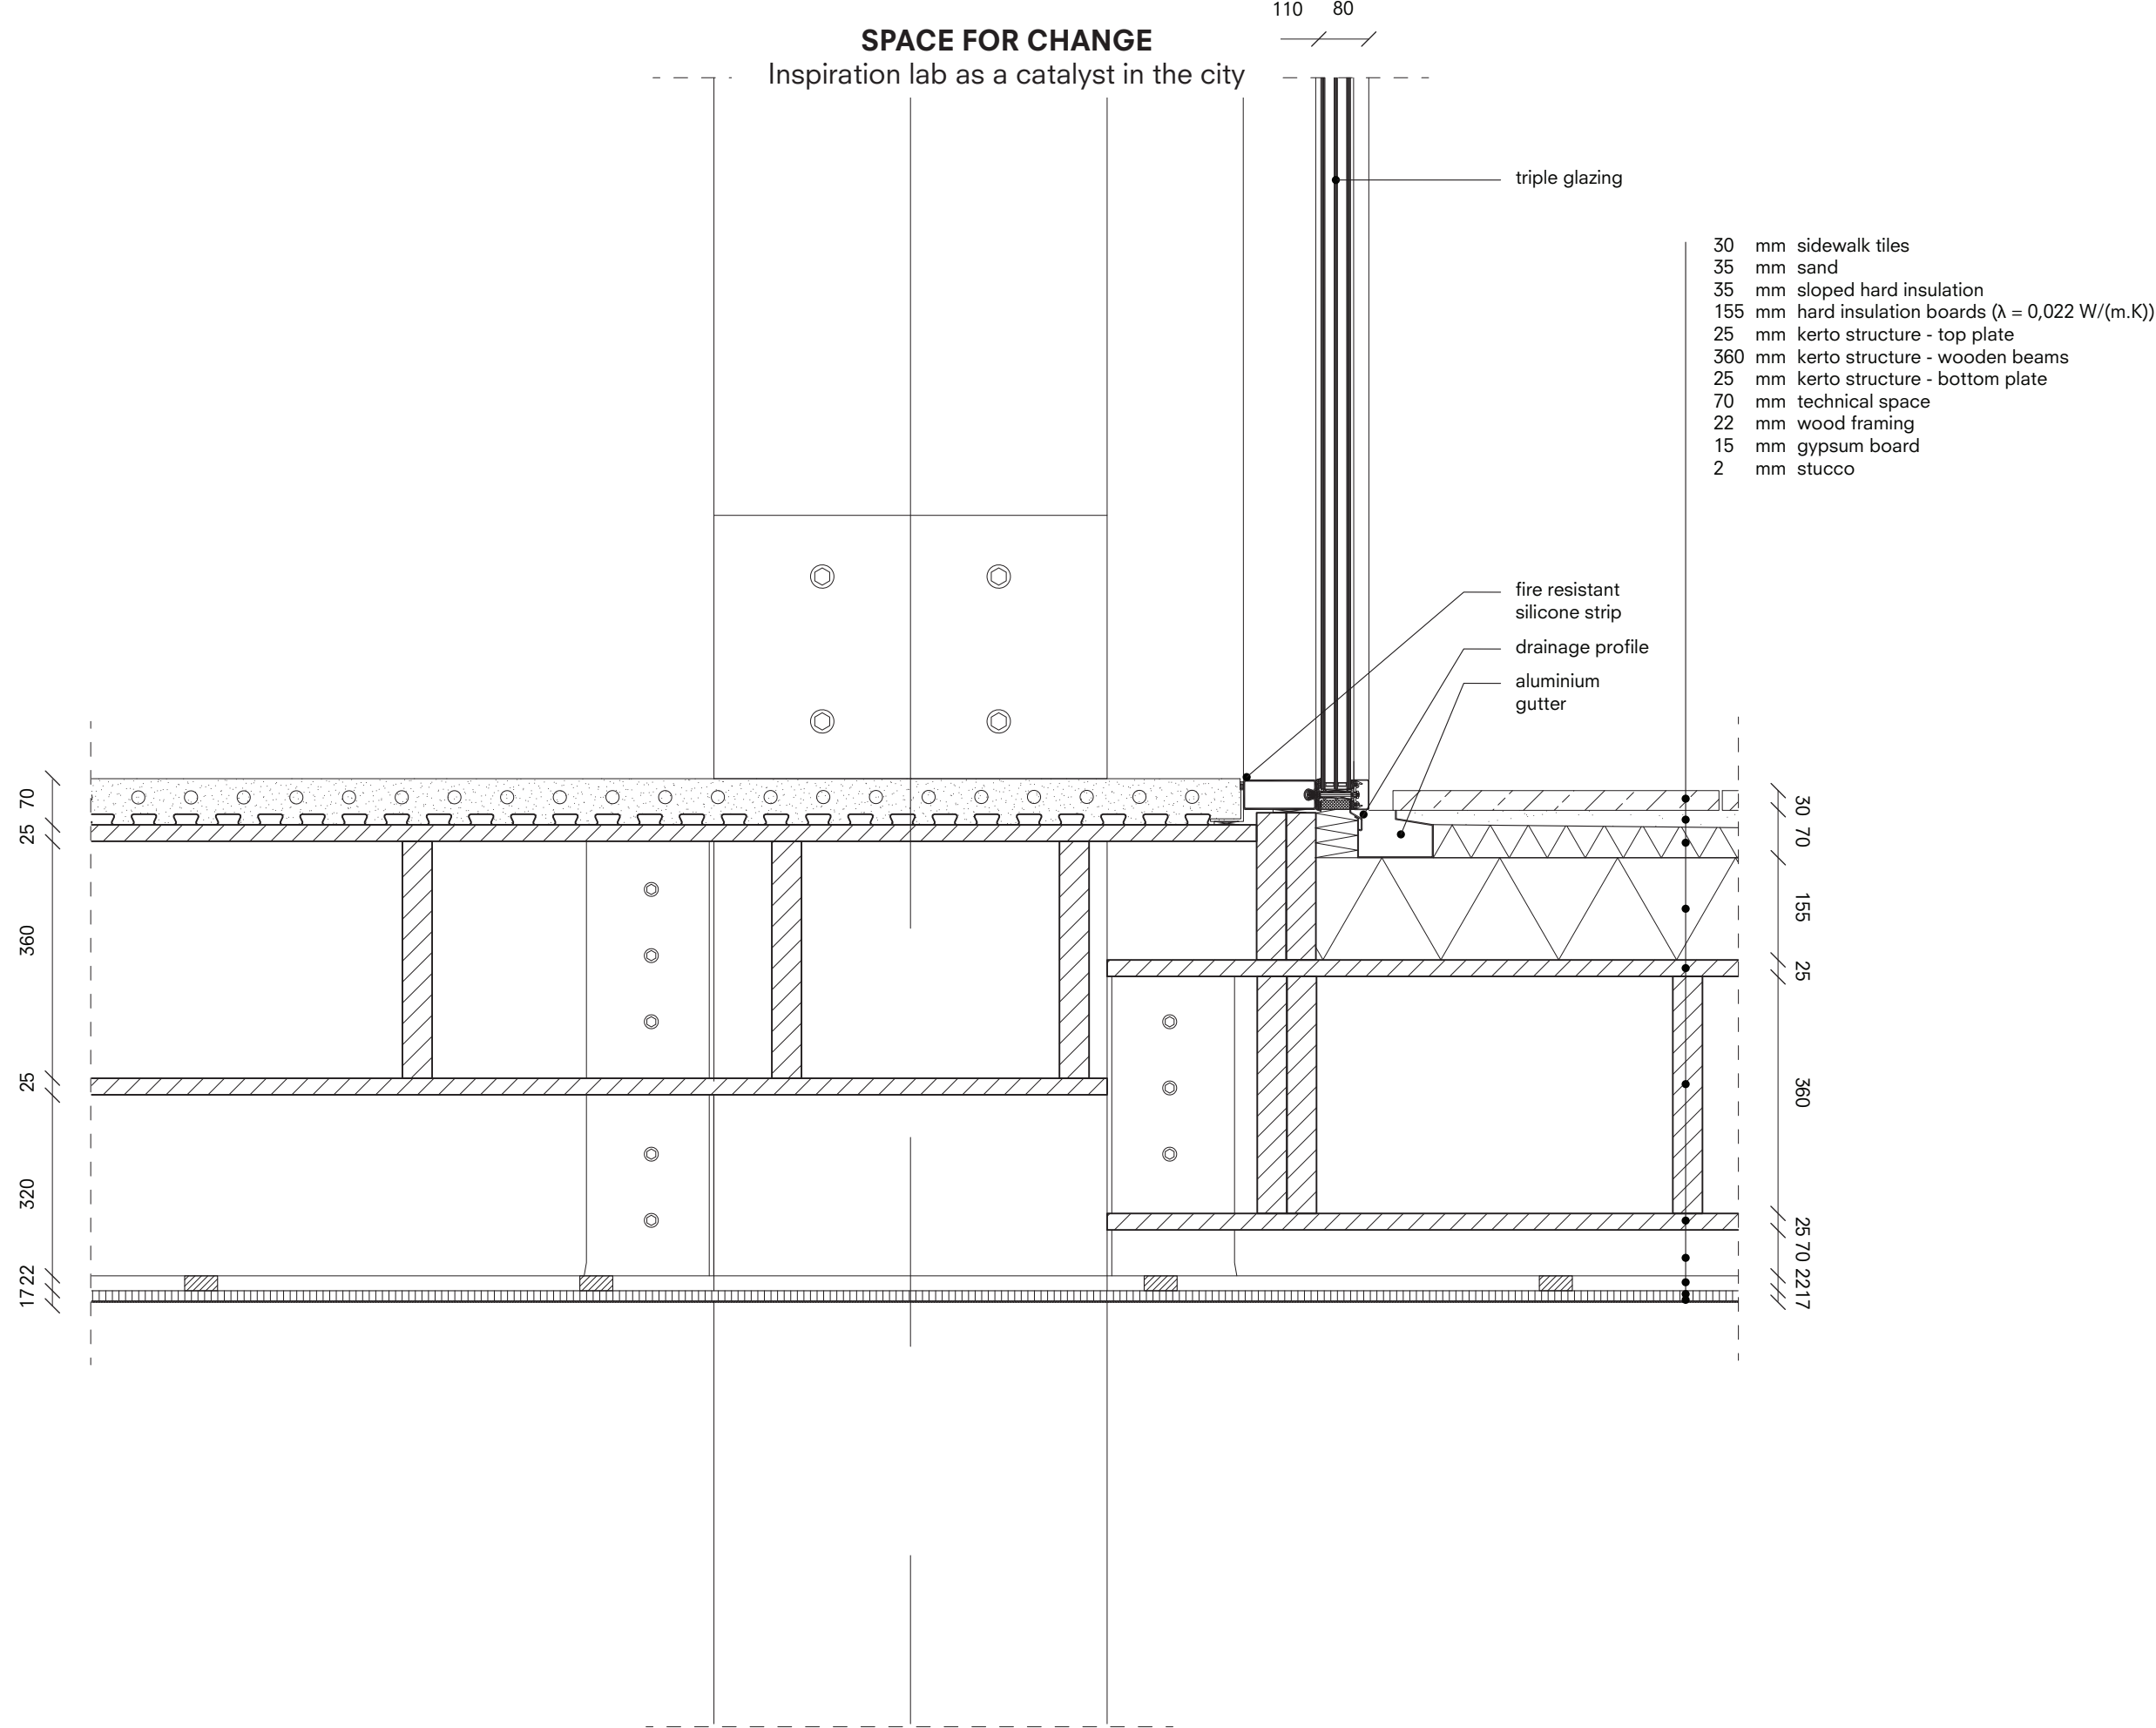 110 80
SPACE FOR CHANGE
Inspiration lab as a catalyst in the city
triple glazing
30 mm sidewalk tiles
35 mm sand
35 mm sloped hard insulation
155 mm hard insulation boards (λ = 0,022 W/(m.K))
25 mm kerto structure - top plate
360 mm kerto structure - wooden beams
25 mm kerto structure - bottom plate
70 mm technical space
22 mm wood framing
15 mm gypsum board
2 mm stucco
fire resistant
silicone strip
drainage profile
aluminium
gutter
70
25
360
25
320
22
17
30
70
155
25
360
25
70
22
17